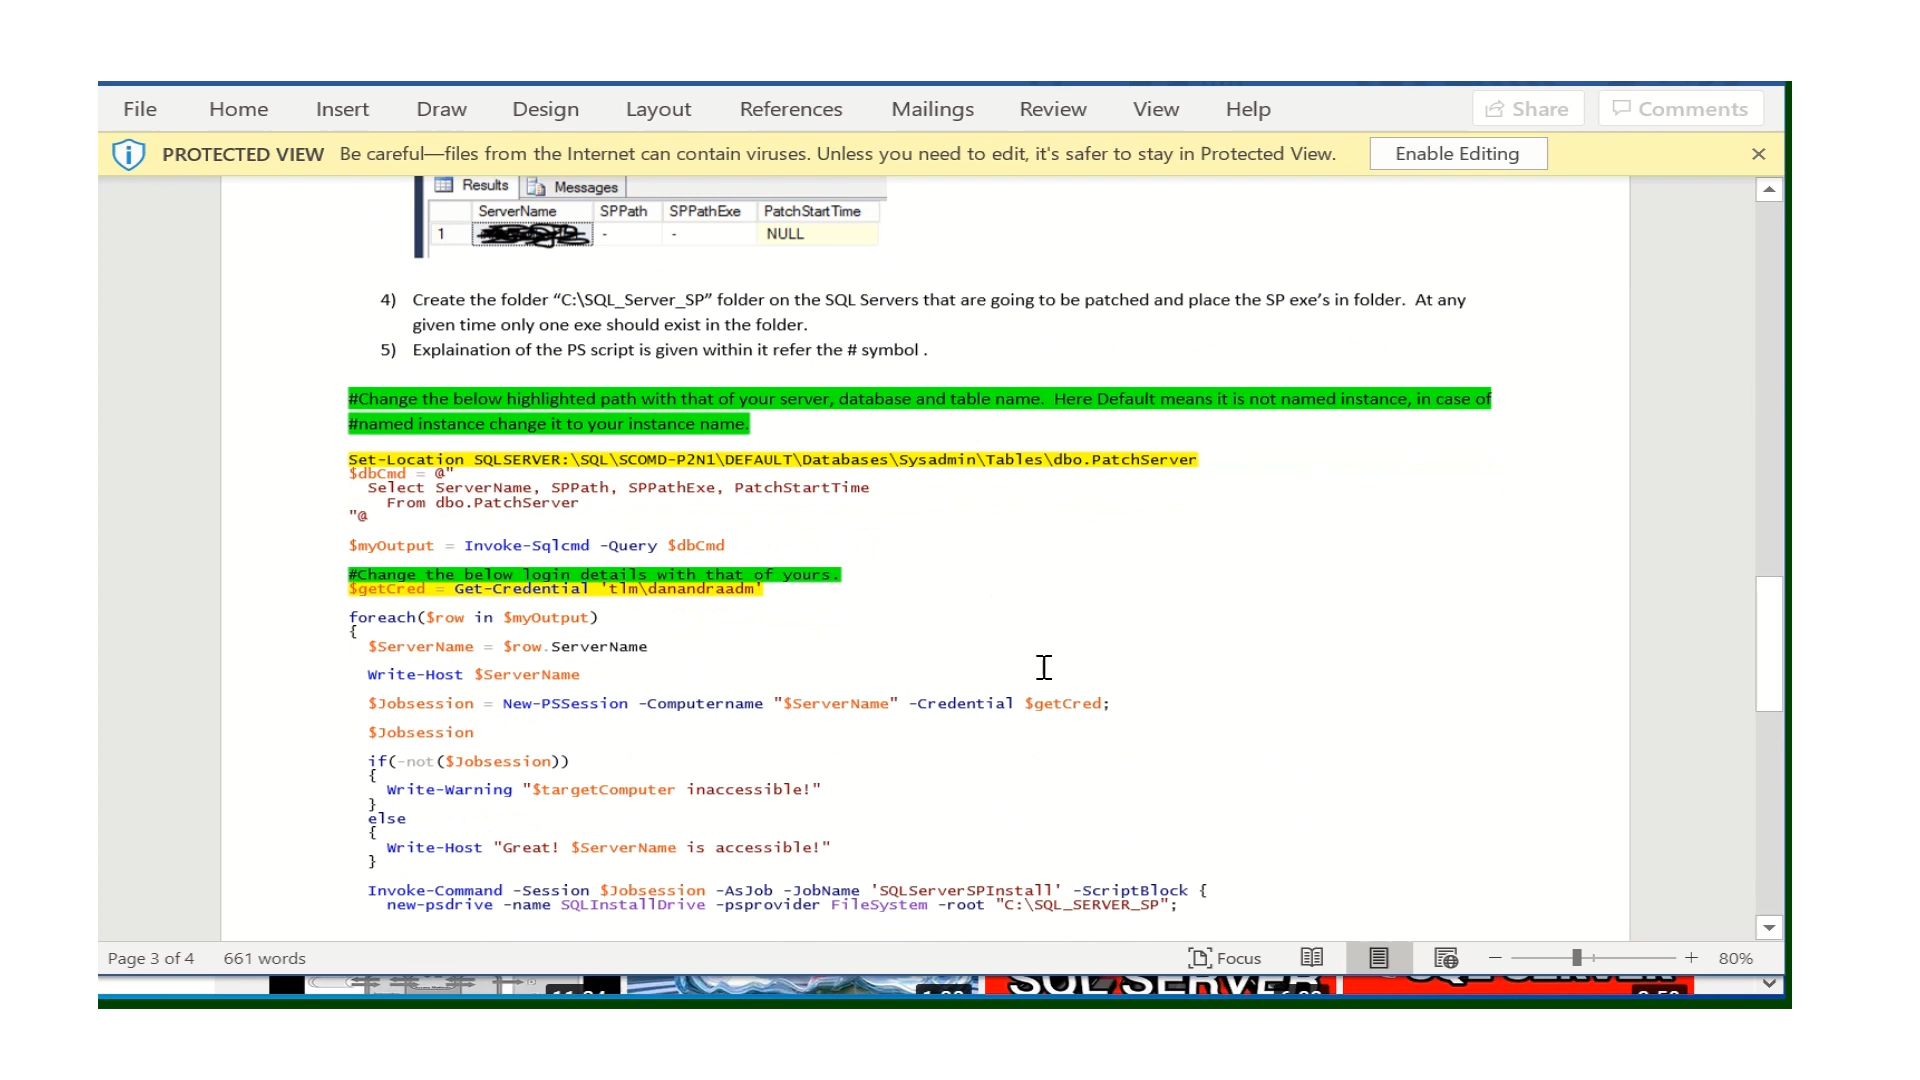 File Home Insert Draw Design Layout References Mailings Review View Help Share Comments
PROTECTED VIEW Be careful—files from the Internet can contain viruses. Unless you need to edit, it's safer to stay in Protected View. Enable Editing
Results Messages
ServerName SPPath SPPathExe PatchStartTime
1 - - NULL
4) Create the folder “C:\SQL_Server_SP” folder on the SQL Servers that are going to be patched and place the SP exe’s in folder. At any
given time only one exe should exist in the folder.
5) Explaination of the PS script is given within it refer the # symbol .
#Change the below highlighted path with that of your server, database and table name. Here Default means it is not named instance, in case of
#named instance change it to your instance name.
Set-Location SQLSERVER:\SQL\SCOMD-P2N1\DEFAULT\Databases\Sysadmin\Tables\dbo.PatchServer
$dbCmd = @"
Select ServerName, SPPath, SPPathExe, PatchStartTime
From dbo.PatchServer
"@
$myOutput = Invoke-Sqlcmd -Query $dbCmd
#Change the below login details with that of yours.
$getCred = Get-Credential 'tlm\danandraadm'
foreach($row in $myOutput)
{
$ServerName = $row.ServerName
Write-Host $ServerName
$Jobsession = New-PSSession -Computername "$ServerName" -Credential $getCred;
$Jobsession
if(-not($Jobsession))
{
Write-Warning "$targetComputer inaccessible!"
}
else
{
Write-Host "Great! $ServerName is accessible!"
}
Invoke-Command -Session $Jobsession -AsJob -JobName 'SQLServerSPInstall' -ScriptBlock {
new-psdrive -name SQLInstallDrive -psprovider FileSystem -root "C:\SQL_SERVER_SP";
Page 3 of 4 661 words Focus 80%
SQL SERVER SQL SERVER